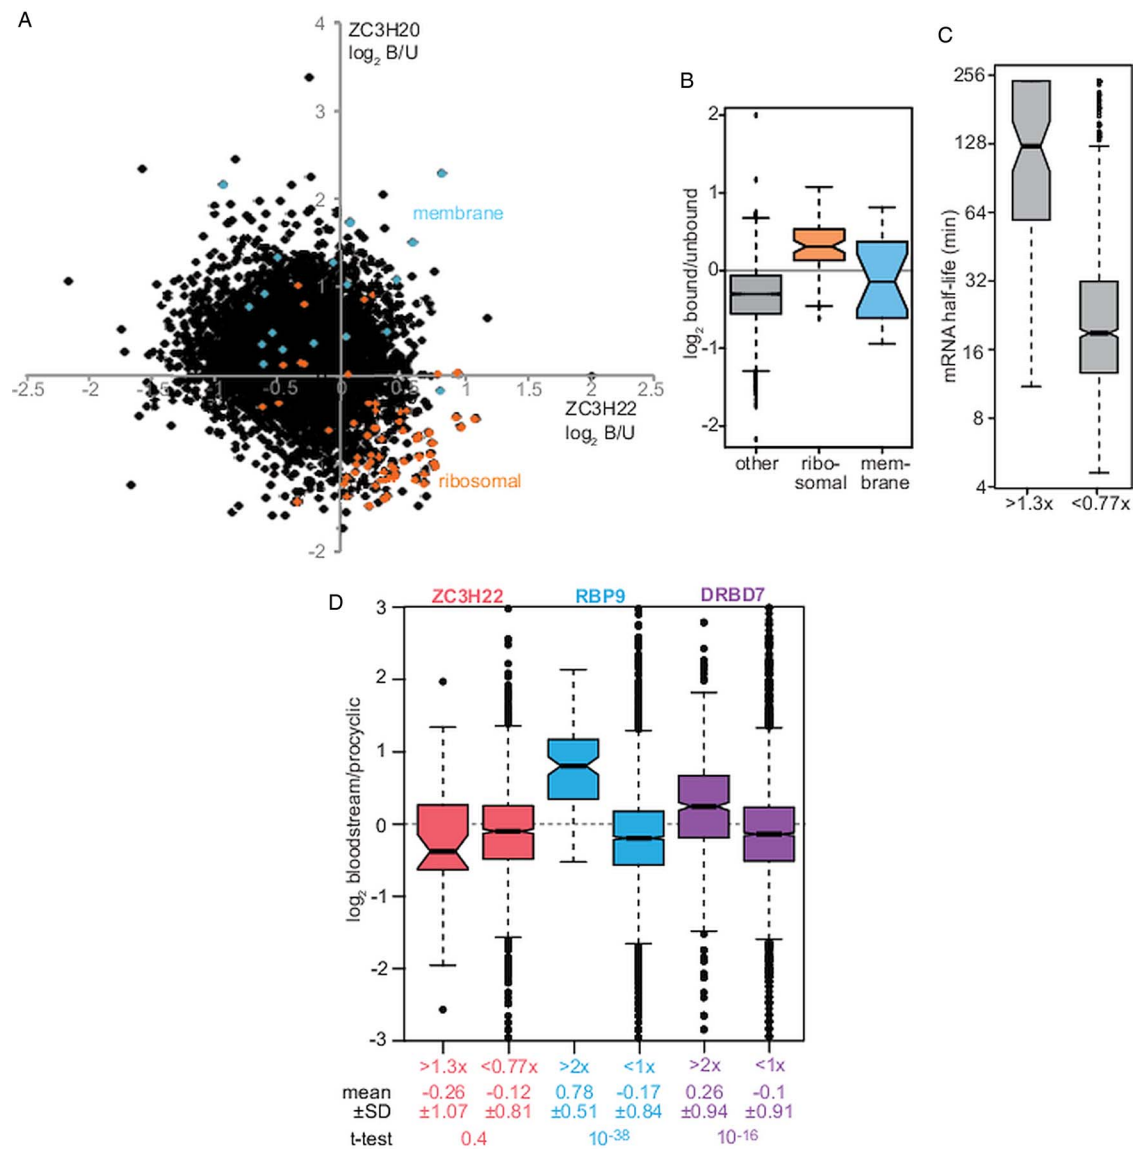 A
4
ZC3H20
log2 B/U
3
2
membrane
1
-2.5
-2
-1.5
-0.5
0
0.5
1
1.5
2
2.5
ZC3H22
log2 B/U
ribosomal
-2
B
log2 bound/unbound
2
1
0
-1
-2
other
ribo-
somal
mem-
brane
C
mRNA half-life (min)
256
128
64
32
16
8
4
>1.3x
<0.77x
D
ZC3H22 RBP9 DRBD7
log2 bloodstream/procyclic
3
2
1
0
-1
-2
-3
>1.3x <0.77x >2x <1x >2x <1x
mean -0.26 -0.12 0.78 -0.17 0.26 -0.1
±SD ±1.07 ±0.81 ±0.51 ±0.84 ±0.94 ±0.91
t-test 0.4 10-38 10-16